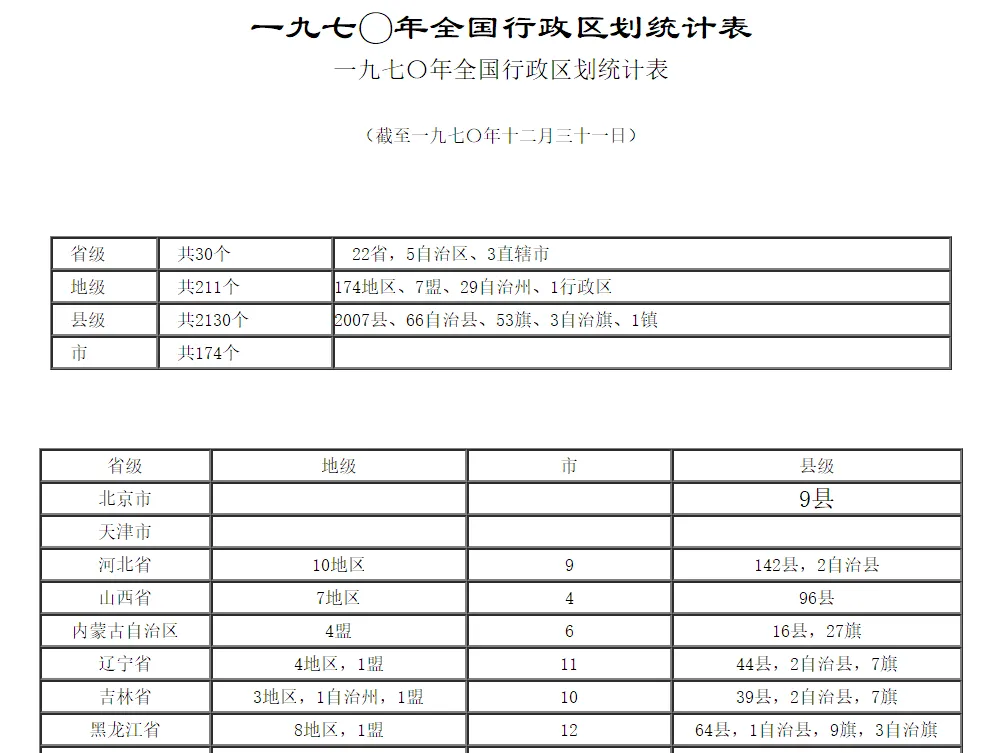 一九七〇年全国行政区划统计表
一九七〇年全国行政区划统计表
（截至一九七〇年十二月三十一日）
省级 共30个 22省，5自治区、3直辖市
地级 共211个 174地区、7盟、29自治州、1行政区
县级 共2130个 2007县、66自治县、53旗、3自治旗、1镇
市 共174个
省级 地级 市 县级
北京市 9县
天津市
河北省 10地区 9 142县，2自治县
山西省 7地区 4 96县
内蒙古自治区 4盟 6 16县，27旗
辽宁省 4地区，1盟 11 44县，2自治县，7旗
吉林省 3地区，1自治州，1盟 10 39县，2自治县，7旗
黑龙江省 8地区，1盟 12 64县，1自治县，9旗，3自治旗